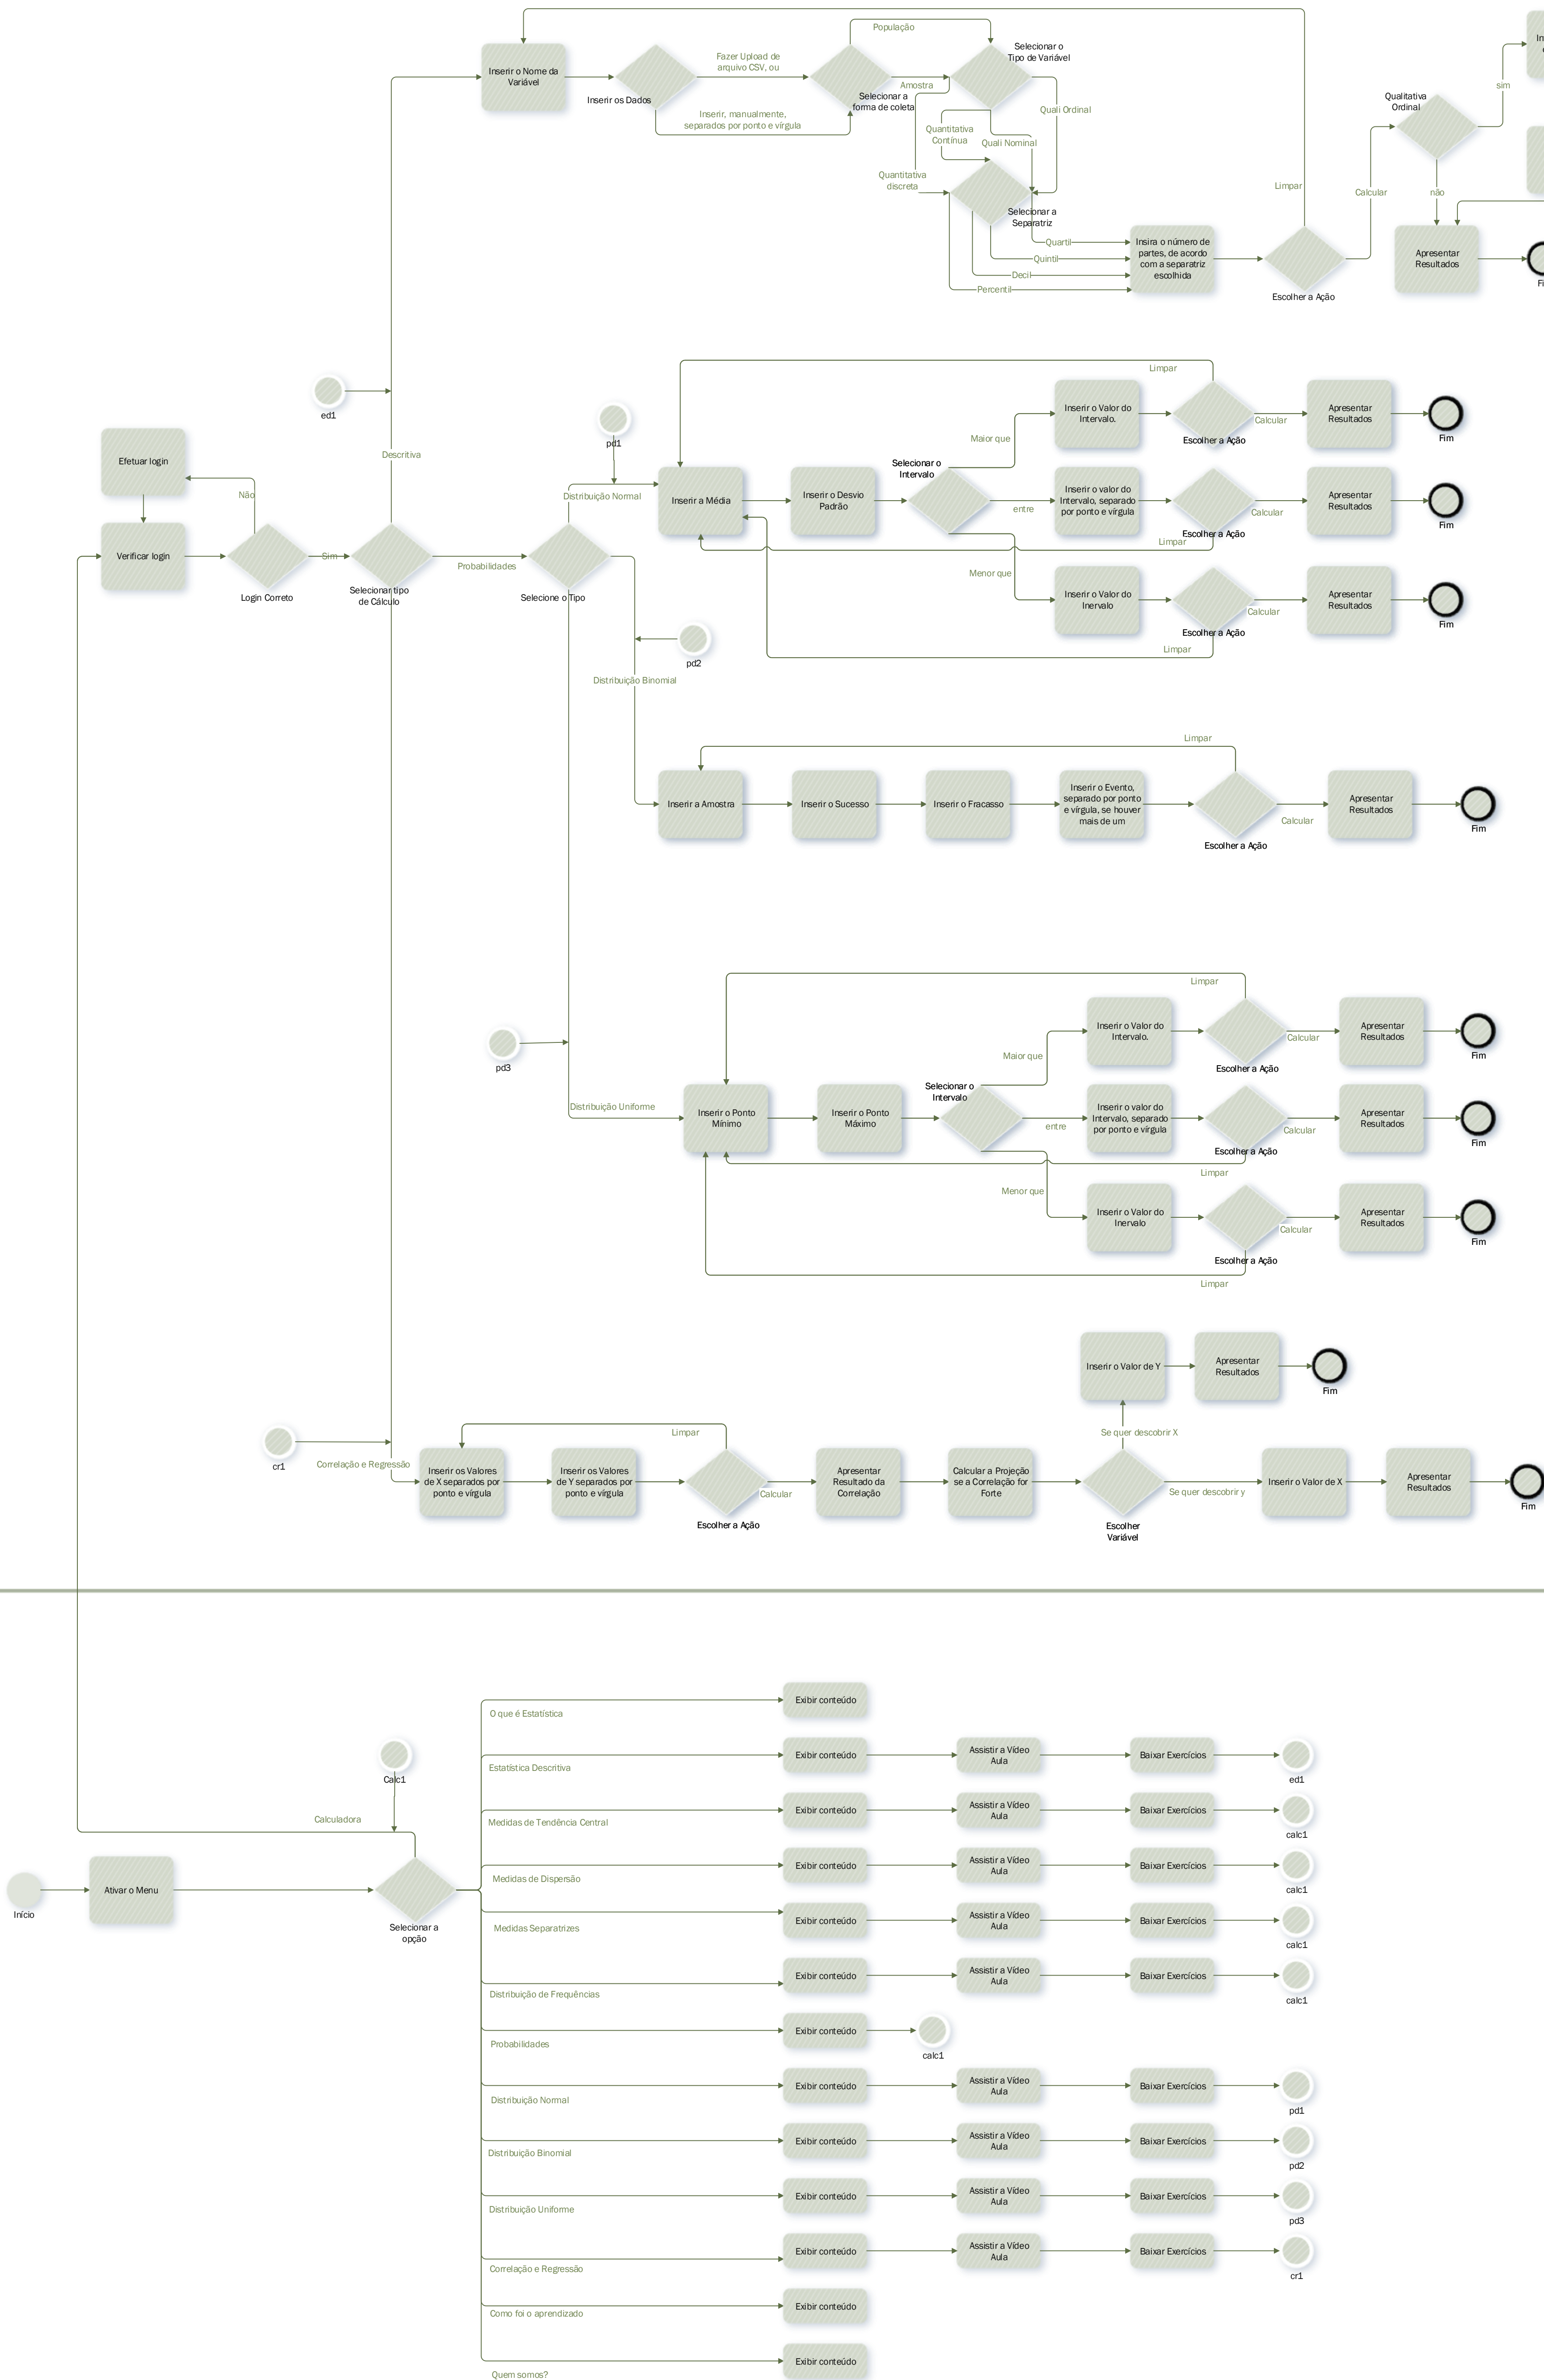 População
Selecionar o
Tipo de Variável
Inserir o Nome da
Variável
Fazer Upload de
arquivo CSV, ou
Inserir os Dados
Selecionar a
forma de coleta
Amostra
Inserir, manualmente,
separados por ponto e vírgula
Quali Ordinal
Quantitativa
Contínua
Quali Nominal
Quantitativa
discreta
Selecionar a
Separatriz
Quartil
Quintil
Decil
Percentil
Insira o número de
partes, de acordo
com a separatriz
escolhida
Limpar
Escolher a Ação
Calcular
Qualitativa
Ordinal
sim
não
Apresentar
Resultados
ed1
Descritiva
Efetuar login
Não
Verificar login
Login Correto
Sim
Selecionar tipo
de Cálculo
Probabilidades
Selecione o Tipo
pd1
Distribuição Normal
pd2
Distribuição Binomial
Limpar
Inserir a Média
Inserir o Desvio
Padrão
Selecionar o
Intervalo
Maior que
Inserir o Valor do
Intervalo.
Escolher a Ação
Calcular
Apresentar
Resultados
Fim
entre
Inserir o valor do
Intervalo, separado
por ponto e vírgula
Escolher a Ação
Calcular
Apresentar
Resultados
Fim
Limpar
Menor que
Inserir o Valor do
Inervalo
Escolher a Ação
Calcular
Apresentar
Resultados
Fim
Limpar
Limpar
Inserir a Amostra
Inserir o Sucesso
Inserir o Fracasso
Inserir o Evento,
separado por ponto
e vírgula, se houver
mais de um
Escolher a Ação
Calcular
Apresentar
Resultados
Fim
pd3
Distribuição Uniforme
Limpar
Inserir o Ponto
Mínimo
Inserir o Ponto
Máximo
Selecionar o
Intervalo
Maior que
Inserir o Valor do
Intervalo.
Escolher a Ação
Calcular
Apresentar
Resultados
Fim
entre
Inserir o valor do
Intervalo, separado
por ponto e vírgula
Escolher a Ação
Calcular
Apresentar
Resultados
Fim
Limpar
Menor que
Inserir o Valor do
Inervalo
Escolher a Ação
Calcular
Apresentar
Resultados
Fim
Limpar
cr1
Correlação e Regressão
Limpar
Inserir os Valores
de X separados por
ponto e vírgula
Inserir os Valores
de Y separados por
ponto e vírgula
Escolher a Ação
Calcular
Apresentar
Resultado da
Correlação
Calcular a Projeção
se a Correlação for
Forte
Escolher
Variável
Se quer descobrir X
Inserir o Valor de Y
Apresentar
Resultados
Fim
Se quer descobrir y
Inserir o Valor de X
Apresentar
Resultados
Fim
Calc1
Calculadora
Início
Ativar o Menu
Selecionar a
opção
O que é Estatística
Exibir conteúdo
Estatística Descritiva
Exibir conteúdo
Assistir a Vídeo
Aula
Baixar Exercícios
ed1
Medidas de Tendência Central
Exibir conteúdo
Assistir a Vídeo
Aula
Baixar Exercícios
calc1
Medidas de Dispersão
Exibir conteúdo
Assistir a Vídeo
Aula
Baixar Exercícios
calc1
Medidas Separatrizes
Exibir conteúdo
Assistir a Vídeo
Aula
Baixar Exercícios
calc1
Distribuição de Frequências
Exibir conteúdo
Assistir a Vídeo
Aula
Baixar Exercícios
calc1
Probabilidades
Exibir conteúdo
calc1
Distribuição Normal
Exibir conteúdo
Assistir a Vídeo
Aula
Baixar Exercícios
pd1
Distribuição Binomial
Exibir conteúdo
Assistir a Vídeo
Aula
Baixar Exercícios
pd2
Distribuição Uniforme
Exibir conteúdo
Assistir a Vídeo
Aula
Baixar Exercícios
pd3
Correlação e Regressão
Exibir conteúdo
Assistir a Vídeo
Aula
Baixar Exercícios
cr1
Como foi o aprendizado
Exibir conteúdo
Quem somos?
Exibir conteúdo